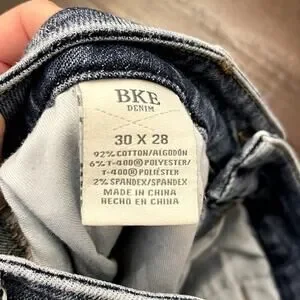 BKE
DENIM
30 X 28
92% COTTON/ALGODÓN
6% T-400® POLYESTER/
T-400® POLIÉSTER
2% SPANDEX/SPANDEX
MADE IN CHINA
HECHO EN CHINA